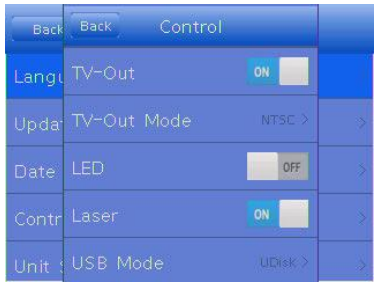 Back
Back Control
Langu
TV-Out ON
Upda
TV-Out Mode NTSC >
Date
LED OFF
Contr
Laser ON
Unit S
USB Mode UDisk >